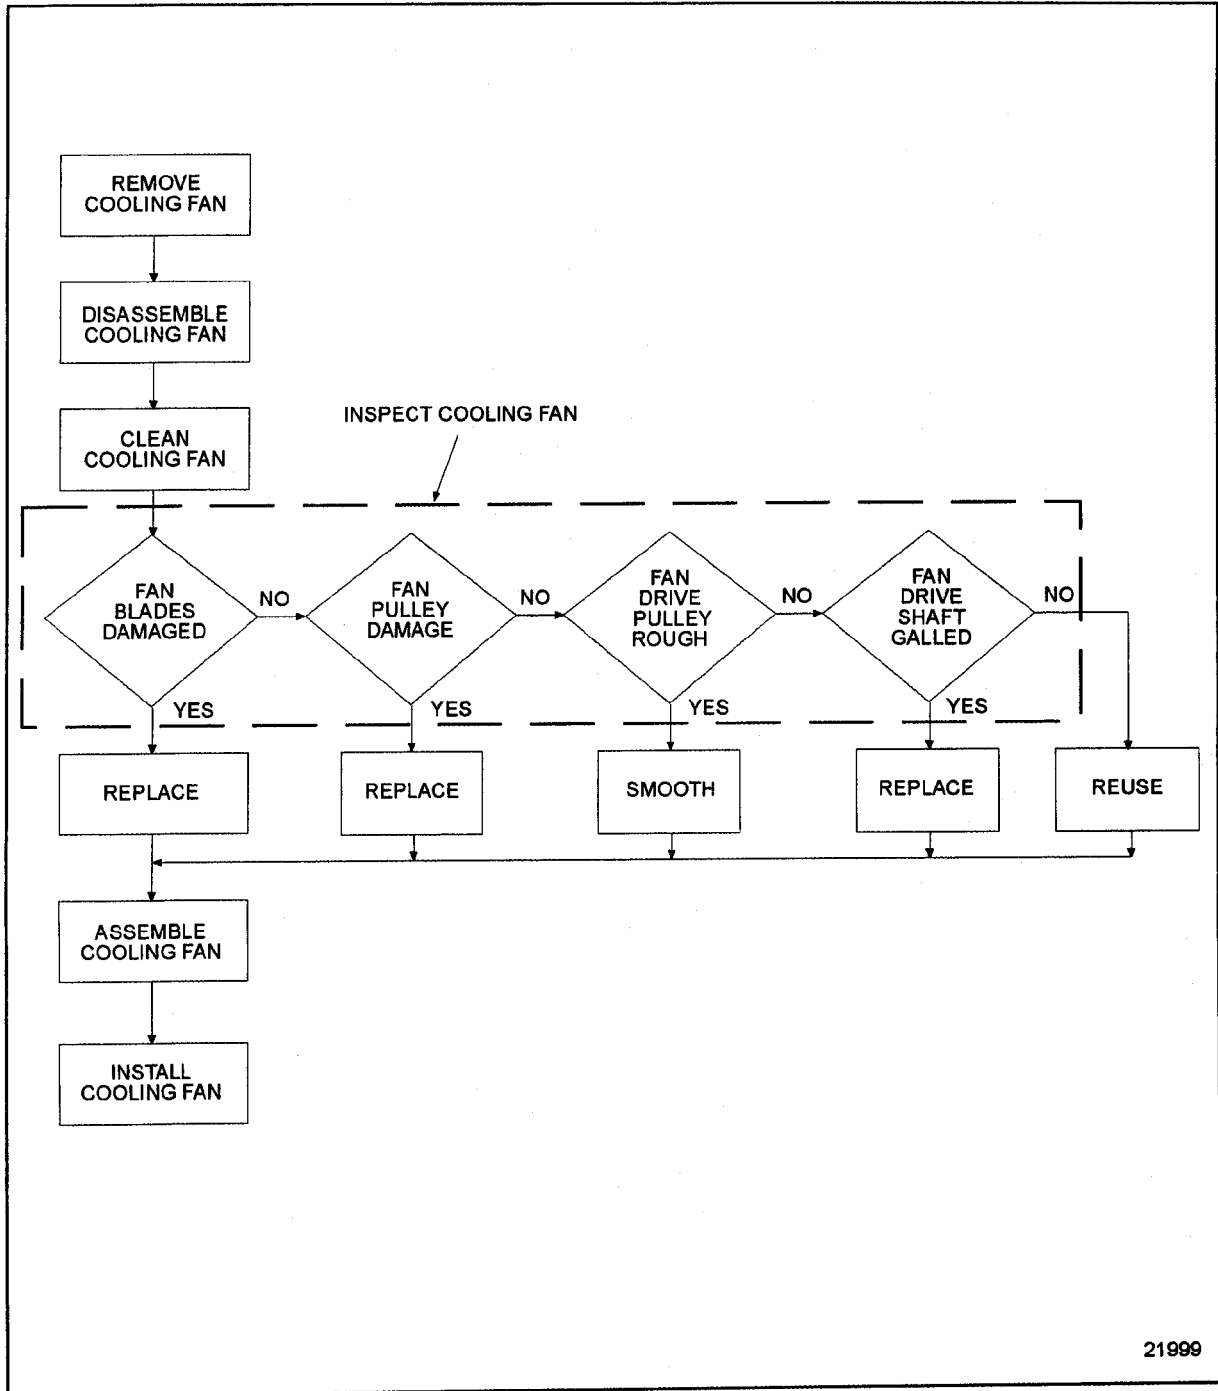 REMOVE
COOLING FAN
DISASSEMBLE
COOLING FAN
CLEAN
COOLING FAN
INSPECT COOLING FAN
FAN
BLADES
DAMAGED
NO
YES
FAN
PULLEY
DAMAGE
NO
YES
FAN
DRIVE
PULLEY
ROUGH
NO
YES
FAN
DRIVE
SHAFT
GALLED
NO
YES
REPLACE
REPLACE
SMOOTH
REPLACE
REUSE
ASSEMBLE
COOLING FAN
INSTALL
COOLING FAN
21999